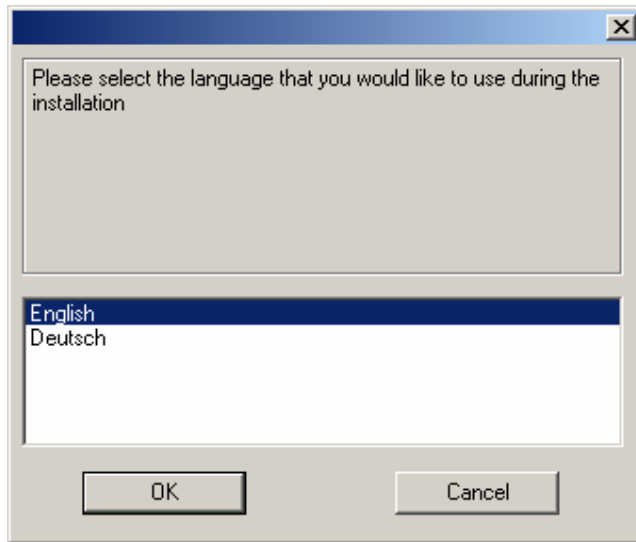 Please select the language that you would like to use during the
installation
English
Deutsch
OK
Cancel